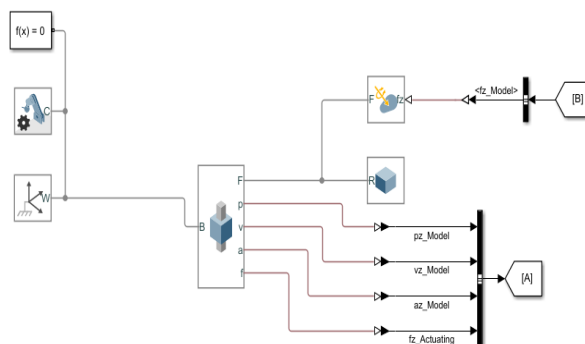 f(x) = 0
C
W
B
F
p
v
a
f
F
fz
<fz_Model>
[B]
R
pz_Model
vz_Model
az_Model
fz_Actuating
[A]